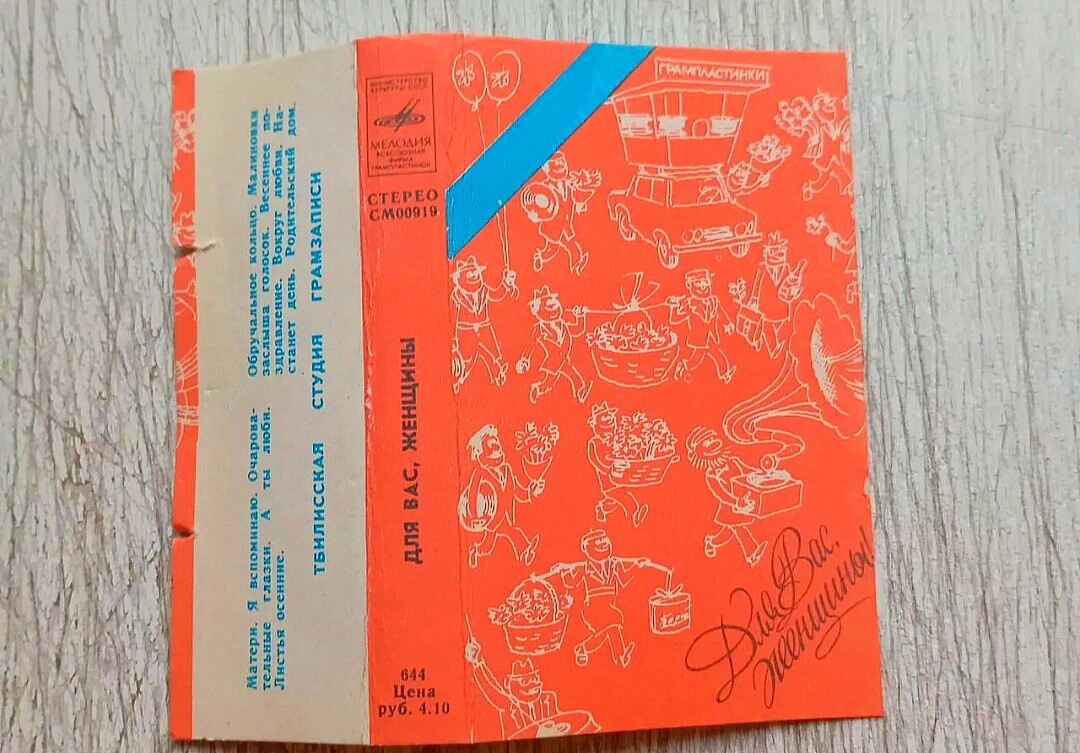 Матери. Я вспоминаю. Очарова-
тельные глазки. А ты люби.
Листья осенние.
Обручальное кольцо. Малиновки
заслыша голосок. Весеннее по-
здравление. Вокруг любви. На-
станет день. Родительский дом.
ТБИЛИССКАЯ СТУДИЯ ГРАМЗАПИСИ
МИНИСТЕРСТВО
КУЛЬТУРЫ СССР
МЕЛОДИЯ
ВСЕСОЮЗНАЯ
ФИРМА
ГРАМПЛАСТИНОК
СТЕРЕО
СМ00919
ДЛЯ ВАС, ЖЕНЩИНЫ
644
Цена
руб. 4.10
ГРАМПЛАСТИНКИ
Для Вас,
женщины!